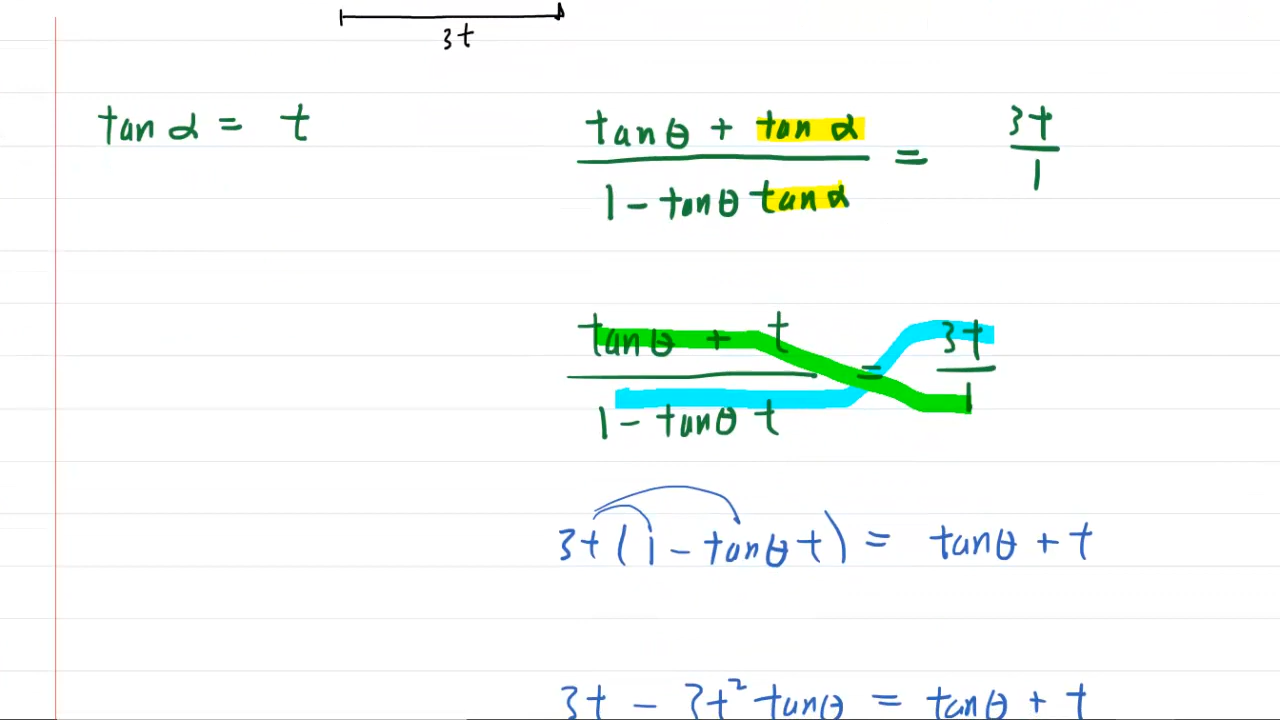 3t
tan α = t
tanθ + tan α / 1 - tanθ tan α = 3t / 1
tanθ + t / 1 - tanθ t = 3t / 1
3t (1 - tanθ t) = tanθ + t
3t - 3t² tanθ = tanθ + t